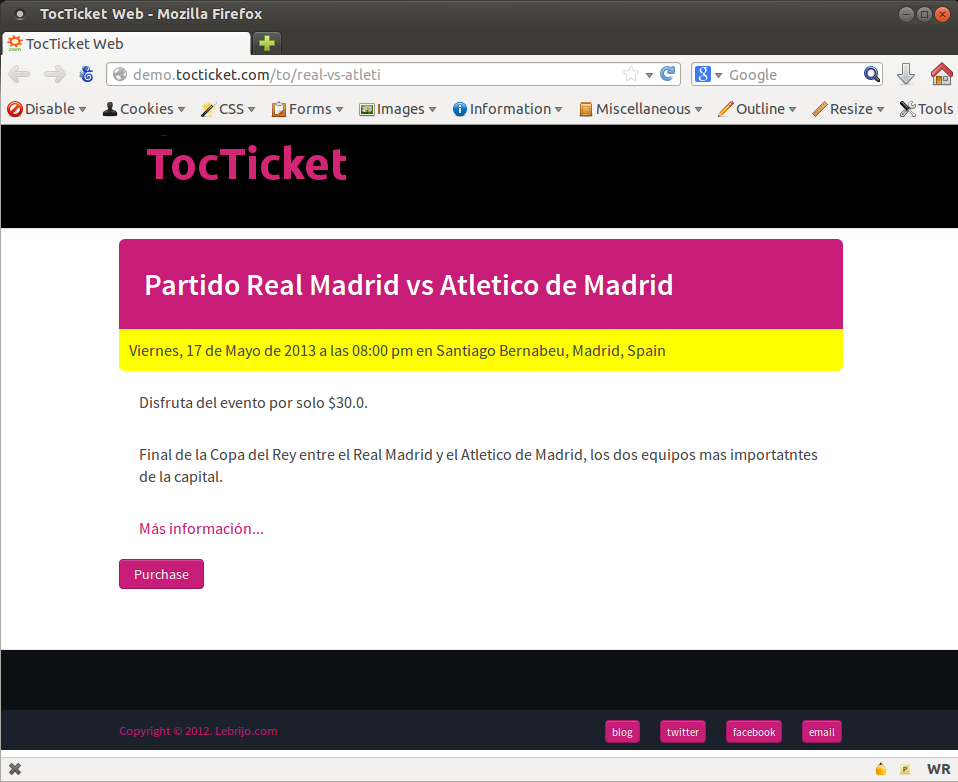 TocTicket Web - Mozilla Firefox
TocTicket Web
demo.tocticket.com/to/real-vs-atleti
8 Google
Disable Cookies CSS Forms Images Information Miscellaneous Outline Resize Tools
TocTicket
Partido Real Madrid vs Atletico de Madrid
Viernes, 17 de Mayo de 2013 a las 08:00 pm en Santiago Bernabeu, Madrid, Spain
Disfruta del evento por solo $30.0.
Final de la Copa del Rey entre el Real Madrid y el Atletico de Madrid, los dos equipos mas importatntes
de la capital.
Más información...
Purchase
Copyright © 2012. Lebrijo.com blog twitter facebook email
P WR